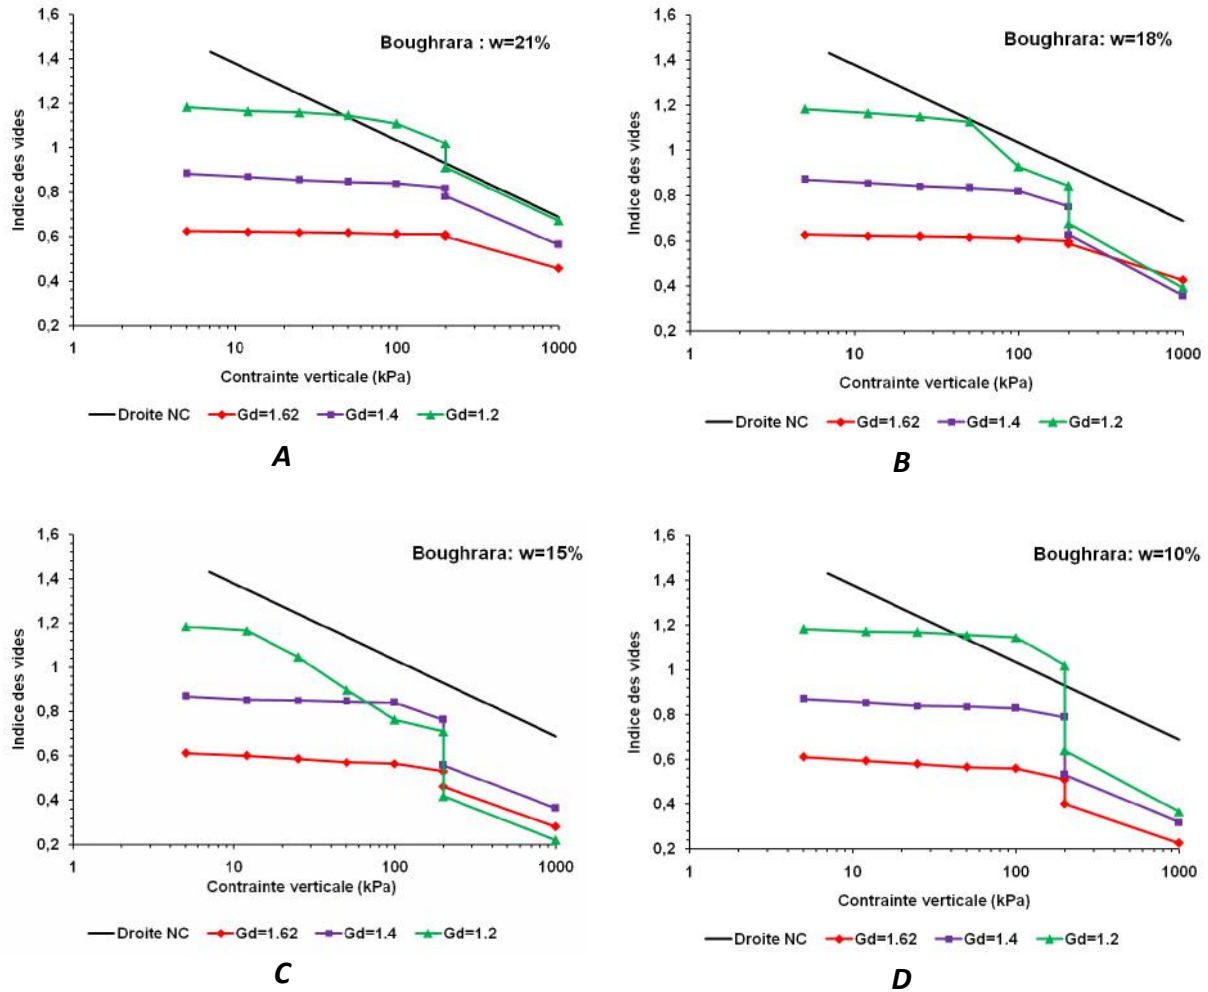 Boughrara : w=21%
Indice des vides
1,6
1,4
1,2
1
0,8
0,6
0,4
0,2
1 10 100 1000
Contrainte verticale (kPa)
Droite NC Gd=1.62 Gd=1.4 Gd=1.2
A
Boughrara: w=18%
Indice des vides
1,6
1,4
1,2
1
0,8
0,6
0,4
0,2
1 10 100 1000
Contrainte verticale (kPa)
Droite NC Gd=1.62 Gd=1.4 Gd=1.2
B
Boughrara: w=15%
Indice des vides
1,6
1,4
1,2
1
0,8
0,6
0,4
0,2
1 10 100 1000
Contrainte verticale (kPa)
Droite NC Gd=1.62 Gd=1.4 Gd=1.2
C
Boughrara: w=10%
Indice des vides
1,6
1,4
1,2
1
0,8
0,6
0,4
0,2
1 10 100 1000
Contrainte verticale (kPa)
Droite NC Gd=1.62 Gd=1.4 Gd=1.2
D